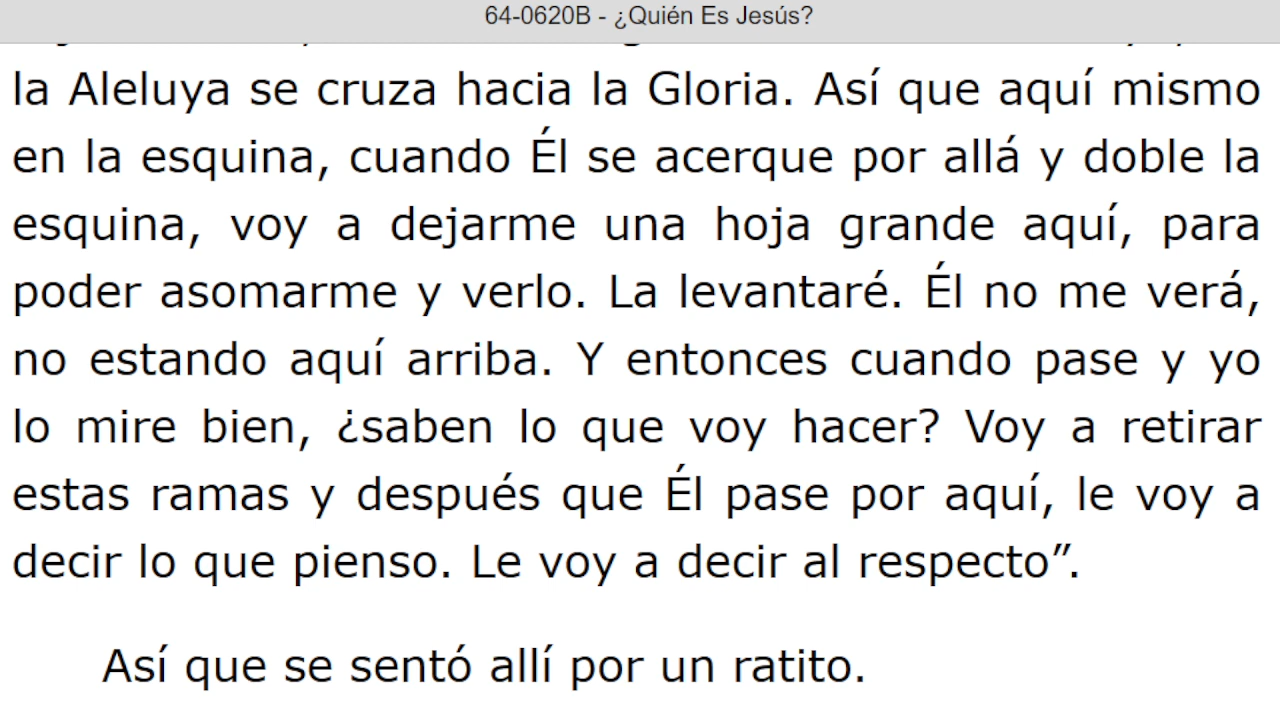 64-0620B - ¿Quién Es Jesús?
la Aleluya se cruza hacia la Gloria. Así que aquí mismo
en la esquina, cuando Él se acerque por allá y doble la
esquina, voy a dejarme una hoja grande aquí, para
poder asomarme y verlo. La levantaré. Él no me verá,
no estando aquí arriba. Y entonces cuando pase y yo
lo mire bien, ¿saben lo que voy hacer? Voy a retirar
estas ramas y después que Él pase por aquí, le voy a
decir lo que pienso. Le voy a decir al respecto”.
Así que se sentó allí por un ratito.